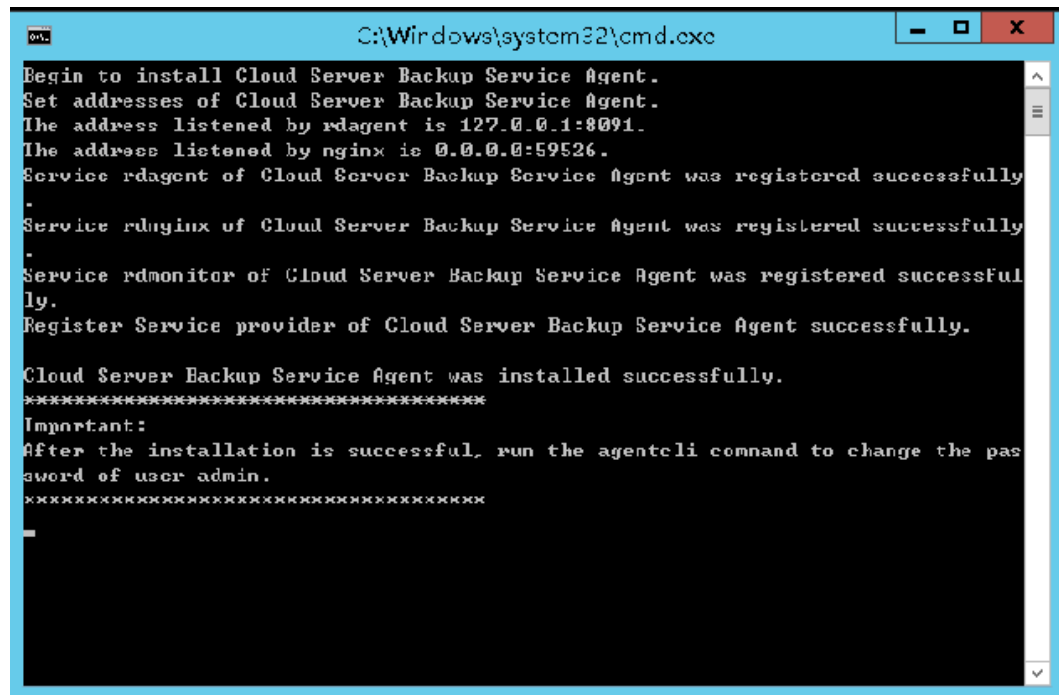 C:\Windows\system32\cmd.exe
Begin to install Cloud Server Backup Service Agent.
Set addresses of Cloud Server Backup Service Agent.
The address listened by rdagent is 127.0.0.1:8091.
The address listened by nginx is 0.0.0.0:59526.
Service rdagent of Cloud Server Backup Service Agent was registered successfully
.
Service rdnginx of Cloud Server Backup Service Agent was registered successfully
.
Service rdmonitor of Cloud Server Backup Service Agent was registered successful
ly.
Register Service provider of Cloud Server Backup Service Agent successfully.
Cloud Server Backup Service Agent was installed successfully.
*************************************
Important:
After the installation is successful, run the agentcli command to change the pas
sword of user admin.
*************************************